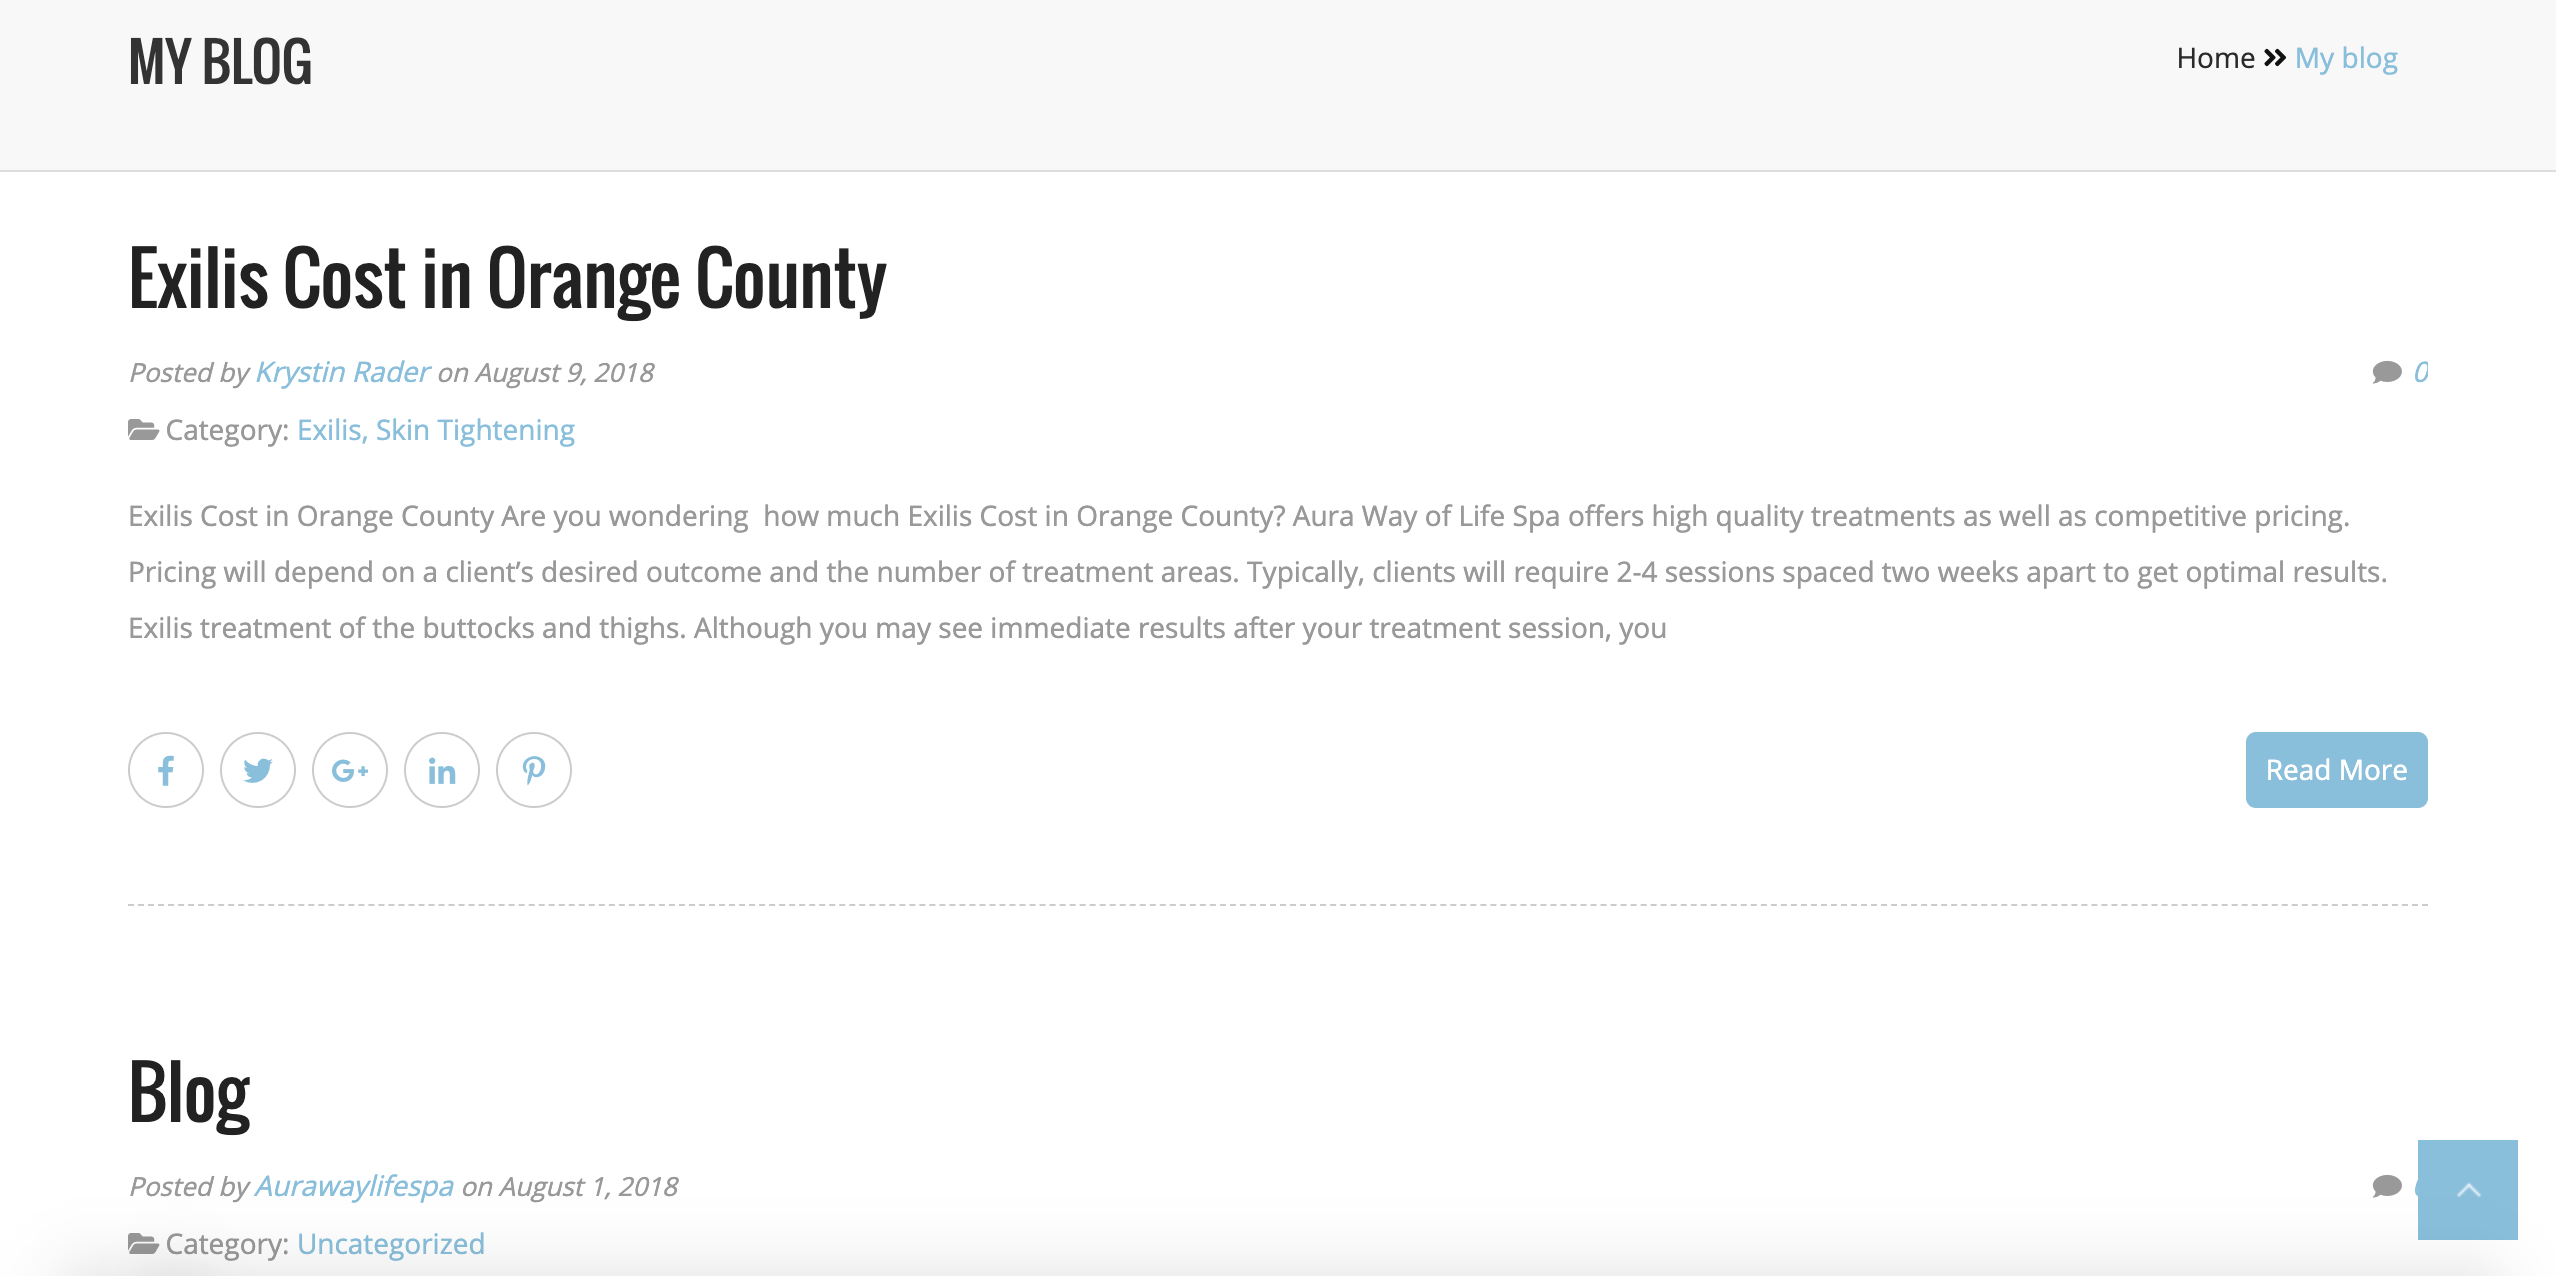 MY BLOG
Home » My blog
Exilis Cost in Orange County
Posted by Krystin Rader on August 9, 2018
0
Category: Exilis, Skin Tightening
Exilis Cost in Orange County Are you wondering  how much Exilis Cost in Orange County? Aura Way of Life Spa offers high quality treatments as well as competitive pricing.
Pricing will depend on a client’s desired outcome and the number of treatment areas. Typically, clients will require 2-4 sessions spaced two weeks apart to get optimal results.
Exilis treatment of the buttocks and thighs. Although you may see immediate results after your treatment session, you
Read More
Blog
Posted by Aurawaylifespa on August 1, 2018
Category: Uncategorized